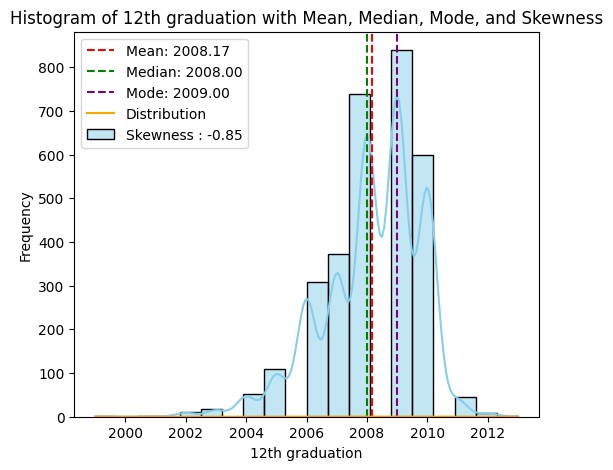 Histogram of 12th graduation with Mean, Median, Mode, and Skewness
Mean: 2008.17
Median: 2008.00
Mode: 2009.00
Distribution
Skewness : -0.85
Frequency
800
700
600
500
400
300
200
100
0
2000 2002 2004 2006 2008 2010 2012
12th graduation